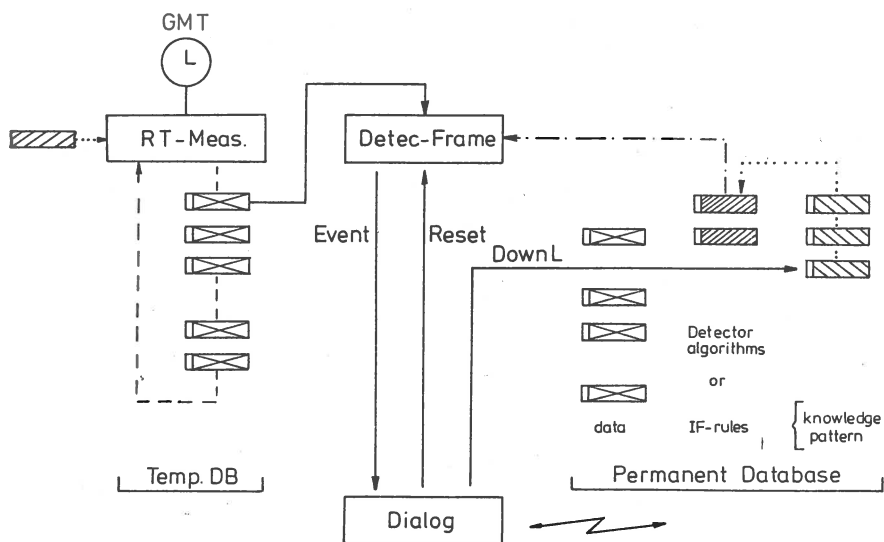 GMT
RT-Meas.
Detec-Frame
Event
Reset
DownL
Detector
algorithms
or
data
IF-rules
knowledge
pattern
Temp. DB
Permanent Database
Dialog